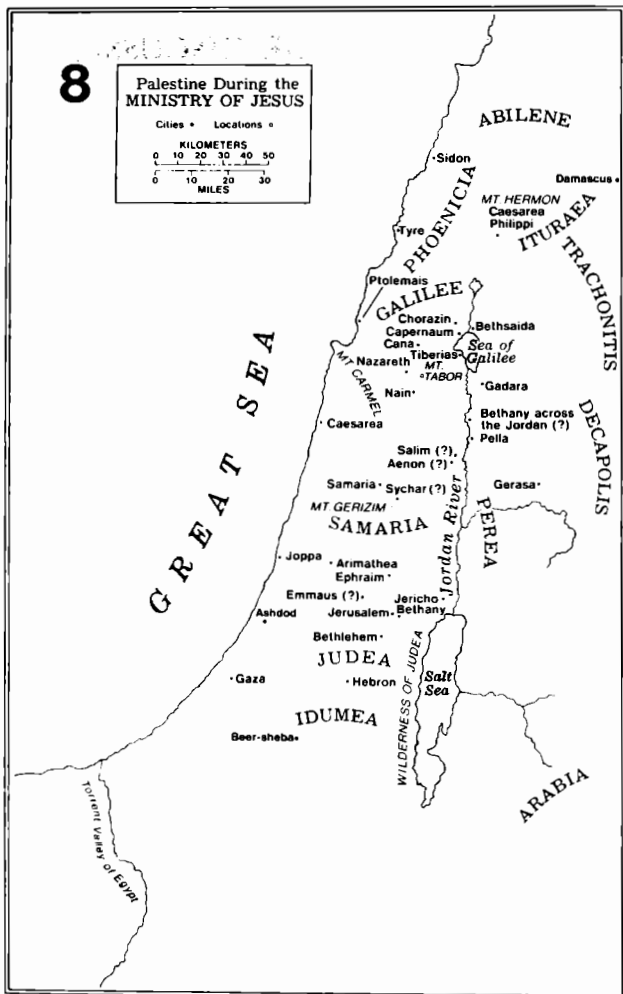 8
Palestine During the
MINISTRY OF JESUS
Cities • Locations o
KILOMETERS
0 10 20 30 40 50
0 10 20 30
MILES
ABILENE
Sidon
Damascus
MT. HERMON
Caesarea
Philippi
ITURAEA
Tyre
PHOENICIA
TRACHONITIS
Ptolemais
GALILEE
Chorazin
Bethsaida
Capernaum
Cana
Sea of
Galilee
Tiberias
Nazareth
MT.
TABOR
MT. CARMEL
Gadara
Nain
GREAT SEA
Caesarea
Bethany across
the Jordan (?)
Pella
DECAPOLIS
Salim (?)
Aenon (?)
Samaria
Sychar (?)
Gerasa
MT. GERIZIM
SAMARIA
Jordan River
PEREA
Joppa
Arimathea
Ephraim
Emmaus (?)
Jericho
Ashdod
Jerusalem
Bethany
Bethlehem
JUDEA
WILDERNESS OF JUDEA
Salt
Sea
Gaza
Hebron
IDUMEA
Beer-sheba
ARABIA
Torrent Valley of Egypt